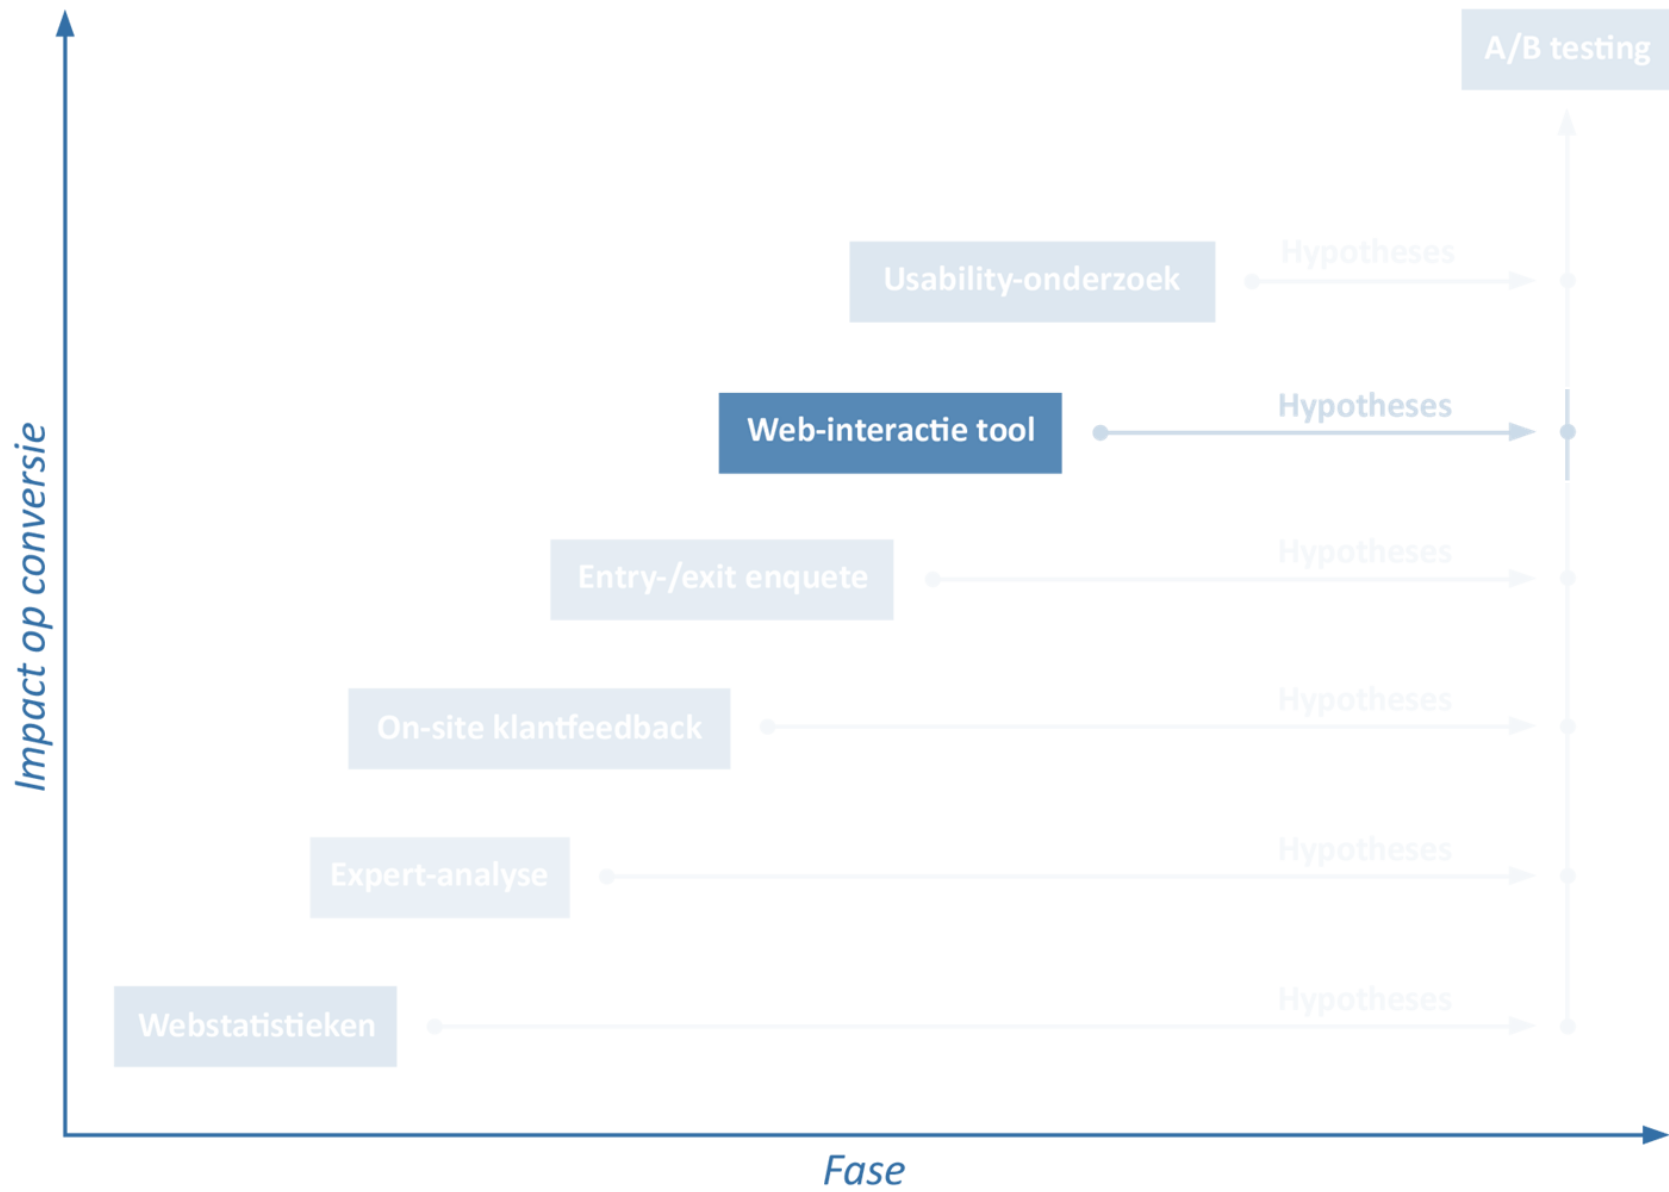 A/B testing
Usability-onderzoek
Hypotheses
Web-interactie tool
Hypotheses
Entry-/exit enquete
Hypotheses
On-site klantfeedback
Hypotheses
Expert-analyse
Hypotheses
Webstatistieken
Hypotheses
Impact op conversie
Fase